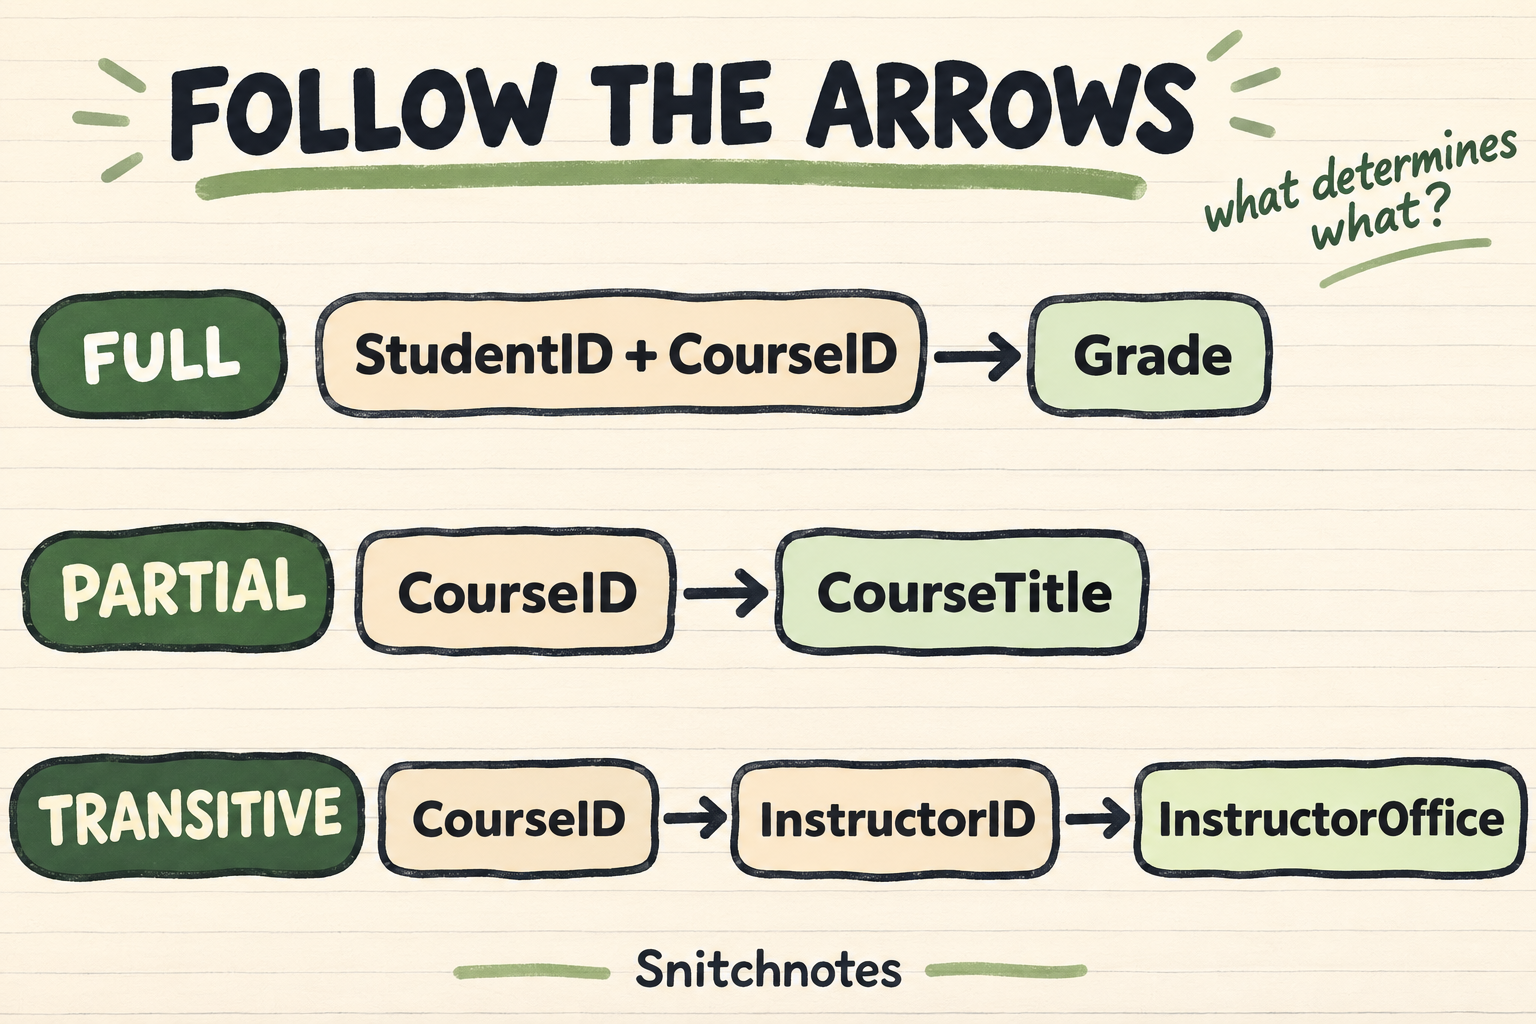 FOLLOW THE ARROWS
what determines
what?
FULL StudentID + CourseID → Grade
PARTIAL CourseID → CourseTitle
TRANSITIVE CourseID → InstructorID → InstructorOffice
Snitchnotes